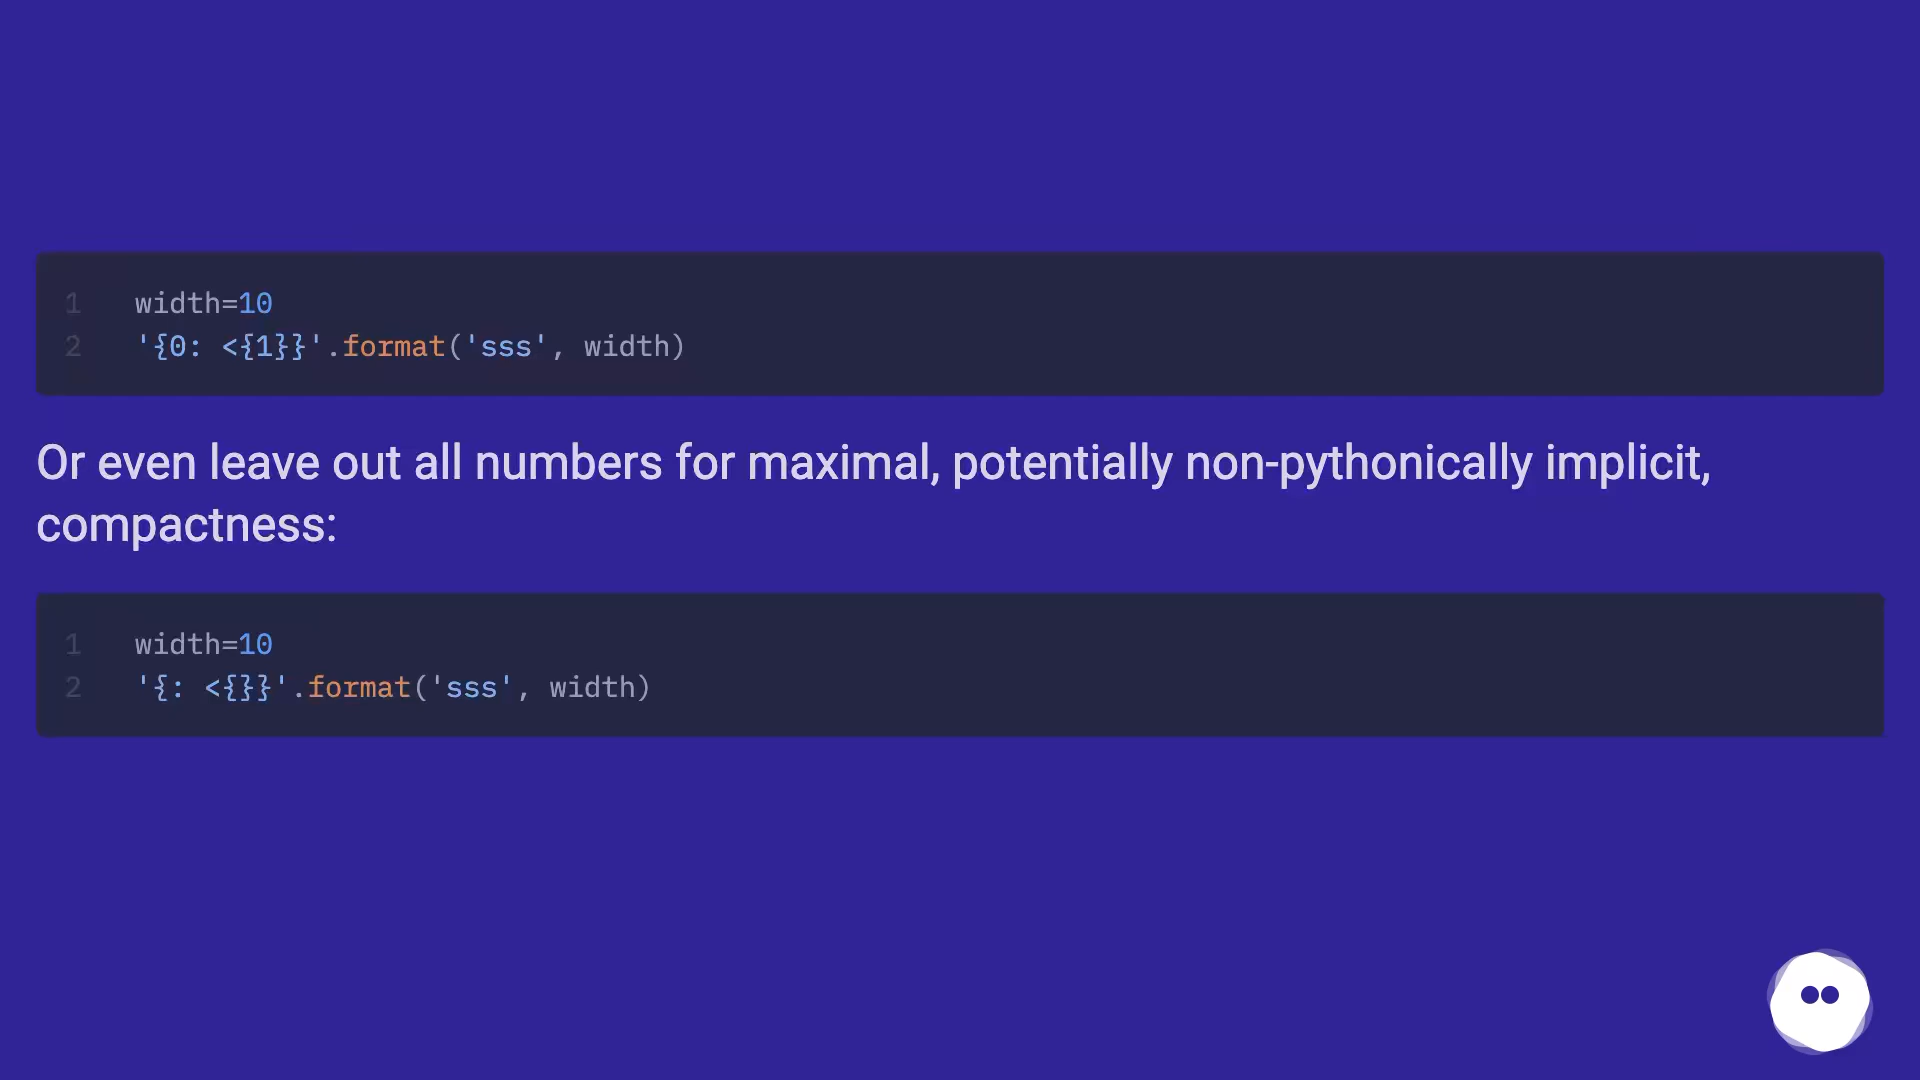 1 width=10
2 '{0: <{1}}'.format('sss', width)
Or even leave out all numbers for maximal, potentially non-pythonically implicit,
compactness:
1 width=10
2 '{: <{}}'.format('sss', width)